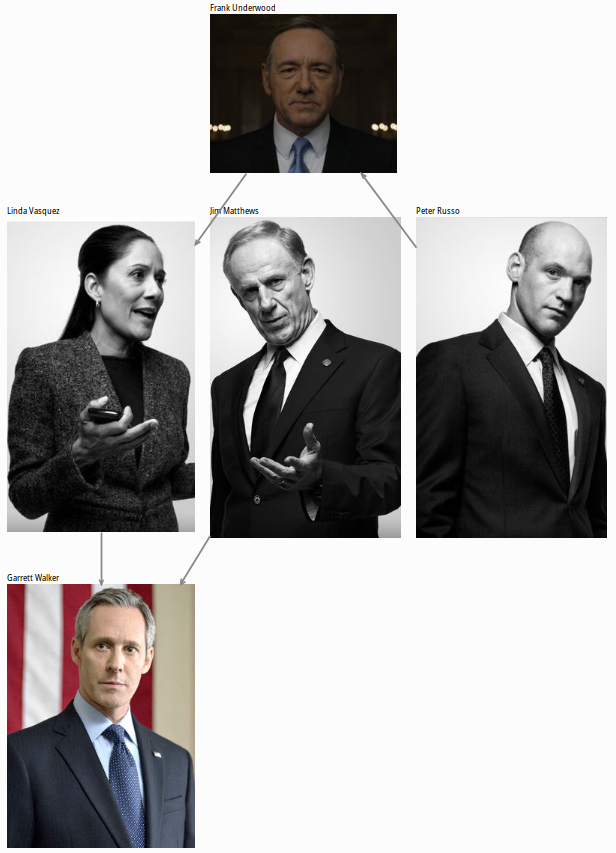 Frank Underwood
Linda Vasquez
Jim Matthews
Peter Russo
Garrett Walker